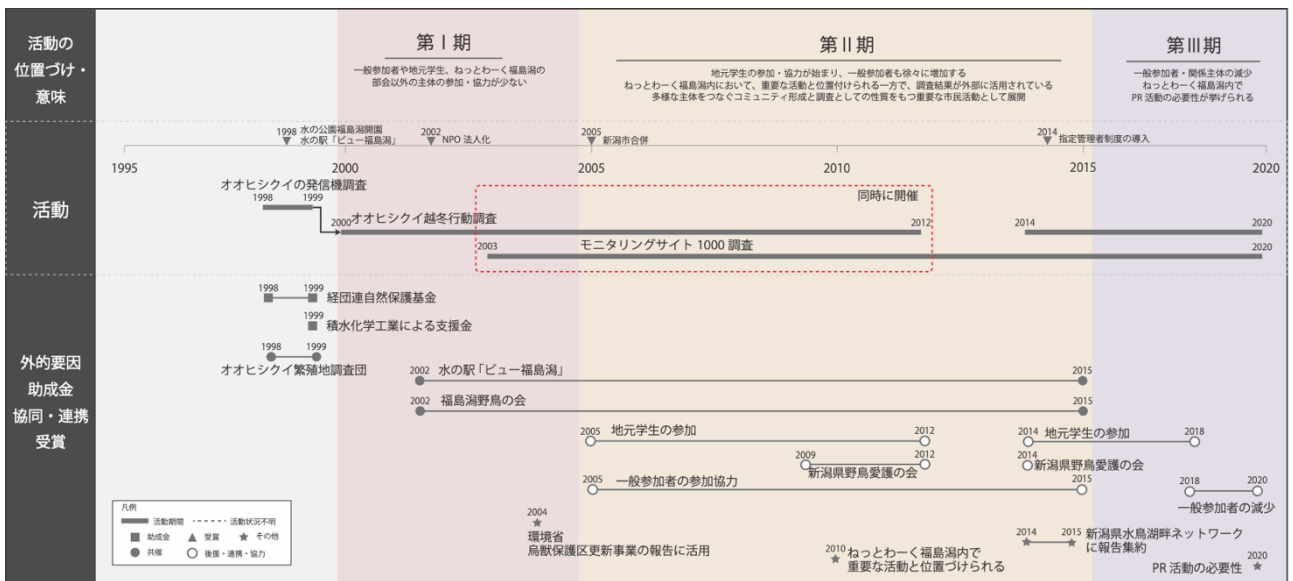 活動の
位置づけ・
意味
第Ⅰ期
一般参加者や地元学生、ねっとわーく福島潟の
部会以外の主体の参加・協力が少ない
第Ⅱ期
地元学生の参加・協力が始まり、一般参加者も徐々に増加する
ねっとわーく福島潟内において、重要な活動と位置付けられる一方で、調査結果が外部に活用されている
多様な主体をつなぐコミュニティ形成と調査としての性質をもつ重要な市民活動として展開
第Ⅲ期
一般参加者・関係主体の減少
ねっとわーく福島潟内で
PR 活動の必要性が挙げられる
活動
1998 水の公園福島潟開園
水の駅「ビュー福島潟」
2002 NPO 法人化
2005 新潟市合併
2014 指定管理者制度の導入
1995 2000 2005 2010 2015 2020
オオヒシクイの発信機調査
1998 1999
同時に開催
2000 オオヒシクイ越冬行動調査 2012 2014 2020
2003 モニタリングサイト 1000 調査 2020
外的要因
助成金
協同・連携
受賞
1998 1999 経団連自然保護基金
1999 積水化学工業による支援金
1998 1999
オオヒシクイ繁殖地調査団
2002 水の駅「ビュー福島潟」 2015
2002 福島潟野鳥の会 2015
2005 地元学生の参加 2012 2014 地元学生の参加 2018
2009 2012 新潟県野鳥愛護の会
2014 新潟県野鳥愛護の会
2005 一般参加者の参加協力 2015
2018 2020
一般参加者の減少
2004
環境省
鳥獣保護区更新事業の報告に活用
2010 ねっとわーく福島潟内で
重要な活動と位置づけられる
2014 2015 新潟県水鳥湖畔ネットワーク
に報告集約
2020
PR 活動の必要性
凡例
活動期間 活動状況不明
助成金 受賞 その他
共催 後援・連携・協力